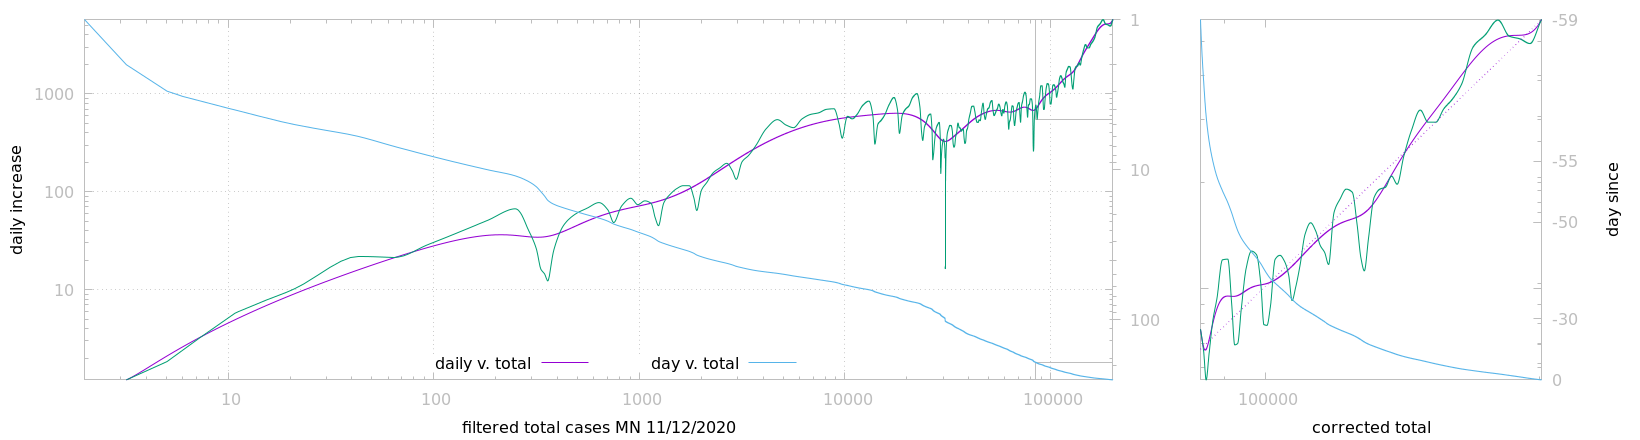 1
1000
10
100
daily increase
10
100
daily v. total
day v. total
10
100
1000
10000
100000
filtered total cases MN 11/12/2020
-59
-55
-50
-30
0
day since
100000
corrected total